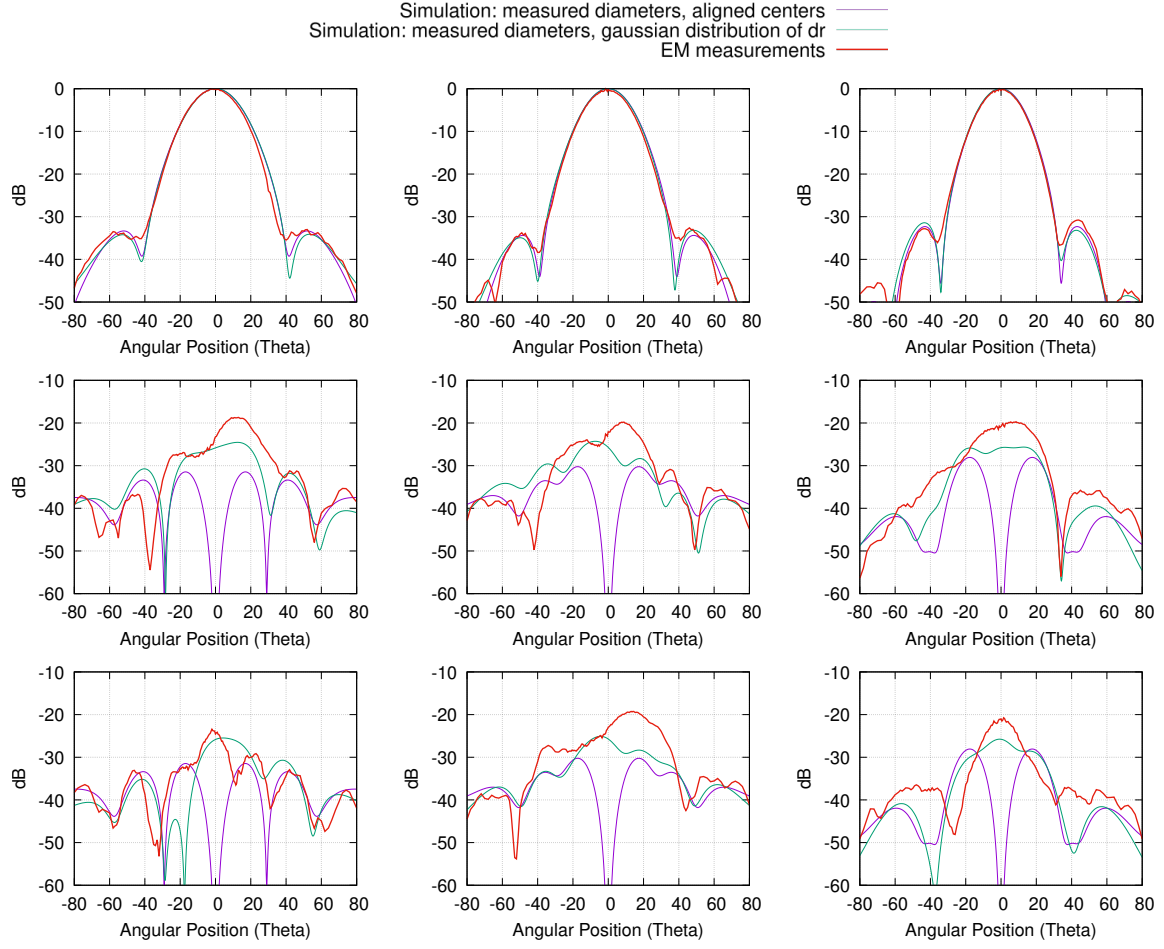 Simulation: measured diameters, aligned centers
Simulation: measured diameters, gaussian distribution of dr
EM measurements
0 0 0
-10 -10 -10
-20 -20 -20
dB dB dB
-30 -30 -30
-40 -40 -40
-50 -50 -50
-80 -60 -40 -20 0 20 40 60 80 -80 -60 -40 -20 0 20 40 60 80 -80 -60 -40 -20 0 20 40 60 80
Angular Position (Theta) Angular Position (Theta) Angular Position (Theta)
-10 -10 -10
-20 -20 -20
-30 -30 -30
dB dB dB
-40 -40 -40
-50 -50 -50
-60 -60 -60
-80 -60 -40 -20 0 20 40 60 80 -80 -60 -40 -20 0 20 40 60 80 -80 -60 -40 -20 0 20 40 60 80
Angular Position (Theta) Angular Position (Theta) Angular Position (Theta)
-10 -10 -10
-20 -20 -20
-30 -30 -30
dB dB dB
-40 -40 -40
-50 -50 -50
-60 -60 -60
-80 -60 -40 -20 0 20 40 60 80 -80 -60 -40 -20 0 20 40 60 80 -80 -60 -40 -20 0 20 40 60 80
Angular Position (Theta) Angular Position (Theta) Angular Position (Theta)